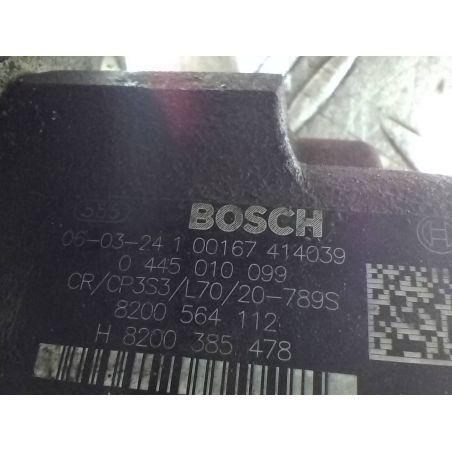 555 BOSCH
06-03-24 1 00167 414039
0 445 010 099
CR/CP3S3/L70/20-789S
8200 564 112
H 8200 385 478